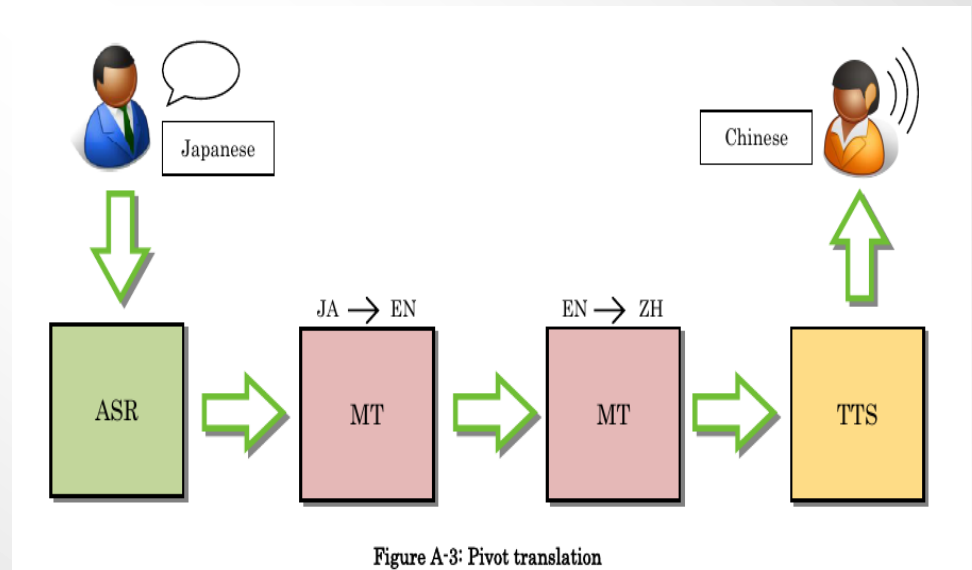 Japanese
Chinese
JA → EN
EN → ZH
ASR
MT
MT
TTS
Figure A-3: Pivot translation